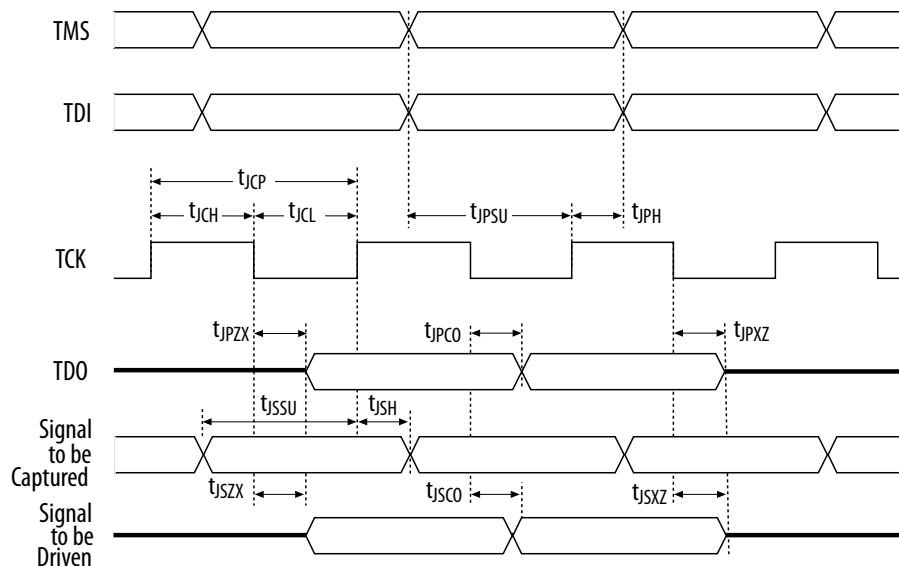 TMS
TDI
tJCP
tJCH
tJCL
tJPSU
tJPH
TCK
tJPZX
tJPCO
tJPXZ
TDO
tJSSU
tJSH
Signal
to be
Captured
tJSZX
tJSCO
tJSXZ
Signal
to be
Driven